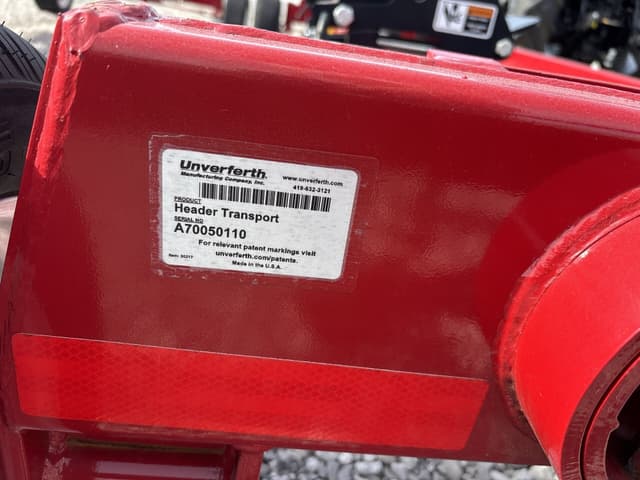 Unverferth.
Manufacturing Company, Inc.
www.unverferth.com
419-532-3121
PRODUCT
Header Transport
SERIAL NO
A70050110
For relevant patent markings visit
unverferth.com/patents.
Made in the U.S.A.